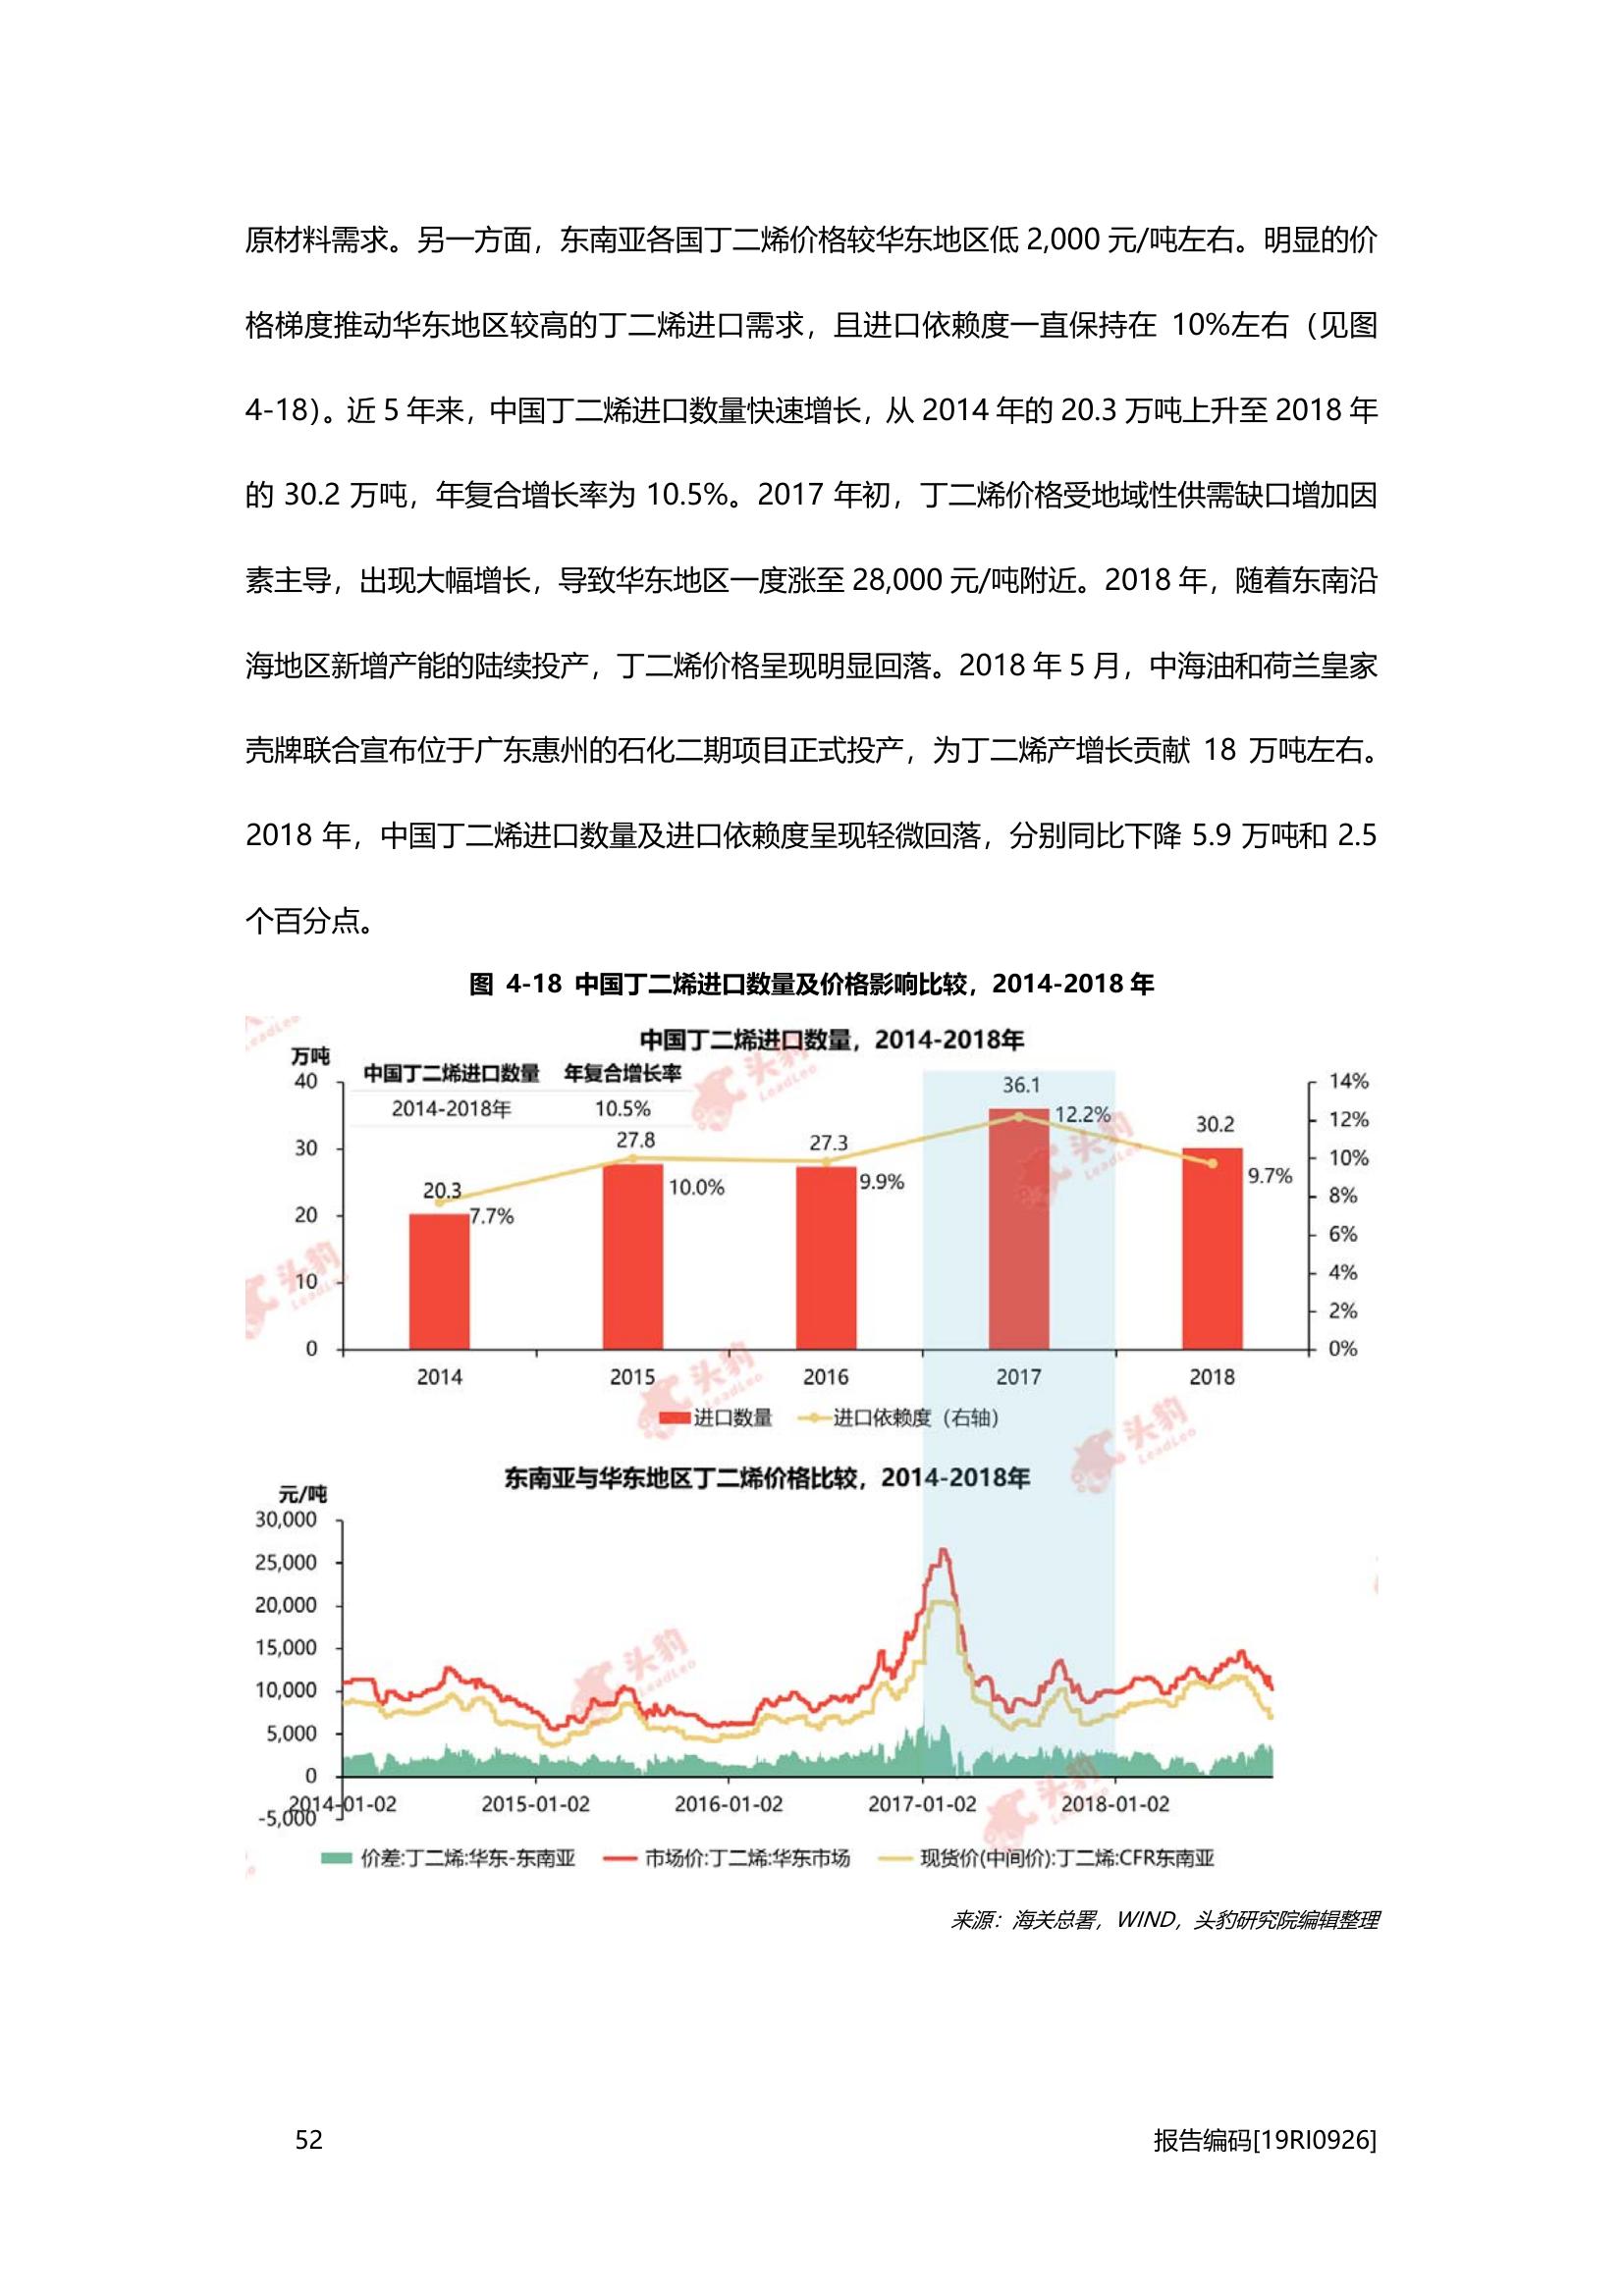 原材料需求。另一方面，东南亚各国丁二烯价格较华东地区低 2,000 元/吨左右。明显的价
格梯度推动华东地区较高的丁二烯进口需求，且进口依赖度一直保持在 10%左右（见图
4-18）。近 5 年来，中国丁二烯进口数量快速增长，从 2014 年的 20.3 万吨上升至 2018 年
的 30.2 万吨，年复合增长率为 10.5%。2017 年初，丁二烯价格受地域性供需缺口增加因
素主导，出现大幅增长，导致华东地区一度涨至 28,000 元/吨附近。2018 年，随着东南沿
海地区新增产能的陆续投产，丁二烯价格呈现明显回落。2018 年 5 月，中海油和荷兰皇家
壳牌联合宣布位于广东惠州的石化二期项目正式投产，为丁二烯产增长贡献 18 万吨左右。
2018 年，中国丁二烯进口数量及进口依赖度呈现轻微回落，分别同比下降 5.9 万吨和 2.5
个百分点。
图 4-18 中国丁二烯进口数量及价格影响比较，2014-2018 年
中国丁二烯进口数量，2014-2018年
万吨
中国丁二烯进口数量 年复合增长率
2014-2018年 10.5%
40
30
20
10
0
14%
12%
10%
8%
6%
4%
2%
0%
20.3
27.8
27.3
36.1
30.2
7.7%
10.0%
9.9%
12.2%
9.7%
2014 2015 2016 2017 2018
进口数量 进口依赖度（右轴）
东南亚与华东地区丁二烯价格比较，2014-2018年
元/吨
30,000
25,000
20,000
15,000
10,000
5,000
0
-5,000
2014-01-02 2015-01-02 2016-01-02 2017-01-02 2018-01-02
价差:丁二烯:华东-东南亚 市场价:丁二烯:华东市场 现货价(中间价):丁二烯:CFR东南亚
头豹
LeadLeo
头豹
LeadLeo
头豹
LeadLeo
头豹
LeadLeo
头豹
LeadLeo
头豹
LeadLeo
来源：海关总署，WIND，头豹研究院编辑整理
52 报告编码[19RI0926]